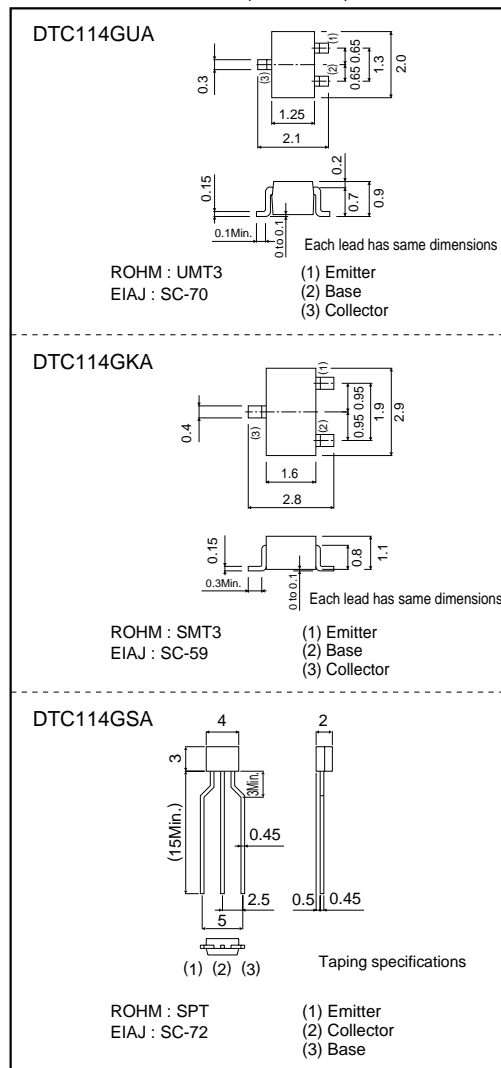 DTC114GUA
(1)
(2)
(3)
0.3
0.65
0.65
1.3
2.0
1.25
2.1
0.2
0.15
0.7
0.9
0.1Min.
0 to 0.1
Each lead has same dimensions
ROHM : UMT3
EIAJ : SC-70
(1) Emitter
(2) Base
(3) Collector
DTC114GKA
(1)
(2)
(3)
0.4
0.95
0.95
1.9
2.9
1.6
2.8
0.15
0.8
1.1
0.3Min.
0 to 0.1
Each lead has same dimensions
ROHM : SMT3
EIAJ : SC-59
(1) Emitter
(2) Base
(3) Collector
DTC114GSA
4
2
3
3Min.
(15Min.)
0.45
2.5
0.5
0.45
5
(1) (2) (3)
Taping specifications
ROHM : SPT
EIAJ : SC-72
(1) Emitter
(2) Collector
(3) Base